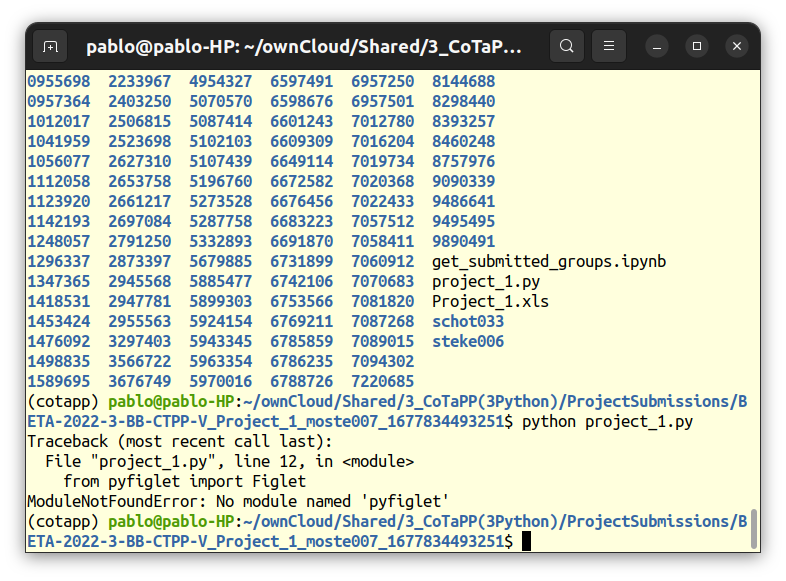 pablo@pablo-HP: ~/ownCloud/Shared/3_CoTaP...
0955698 2233967 4954327 6597491 6957250 8144688
0957364 2403250 5070570 6598676 6957501 8298440
1012017 2506815 5087414 6601243 7012780 8393257
1041959 2523698 5102103 6609309 7016204 8460248
1056077 2627310 5107439 6649114 7019734 8757976
1112058 2653758 5196760 6672582 7020368 9090339
1123920 2661217 5273528 6676456 7022433 9486641
1142193 2697084 5287758 6683223 7057512 9495495
1248057 2791250 5332893 6691870 7058411 9890491
1296337 2873397 5679885 6731899 7060912 get_submitted_groups.ipynb
1347365 2945568 5885477 6742106 7070683 project_1.py
1418531 2947781 5899303 6753566 7081820 Project_1.xls
1453424 2955563 5924154 6769211 7087268 schot033
1476092 3297403 5943345 6785859 7089015 steke006
1498835 3566722 5963354 6786235 7094302
1589695 3676749 5970016 6788726 7220685
(cotapp) pablo@pablo-HP:~/ownCloud/Shared/3_CoTaPP(3Python)/ProjectSubmissions/B
ETA-2022-3-BB-CTPP-V_Project_1_moste007_1677834493251$ python project_1.py
Traceback (most recent call last):
  File "project_1.py", line 12, in <module>
    from pyfiglet import Figlet
ModuleNotFoundError: No module named 'pyfiglet'
(cotapp) pablo@pablo-HP:~/ownCloud/Shared/3_CoTaPP(3Python)/ProjectSubmissions/B
ETA-2022-3-BB-CTPP-V_Project_1_moste007_1677834493251$